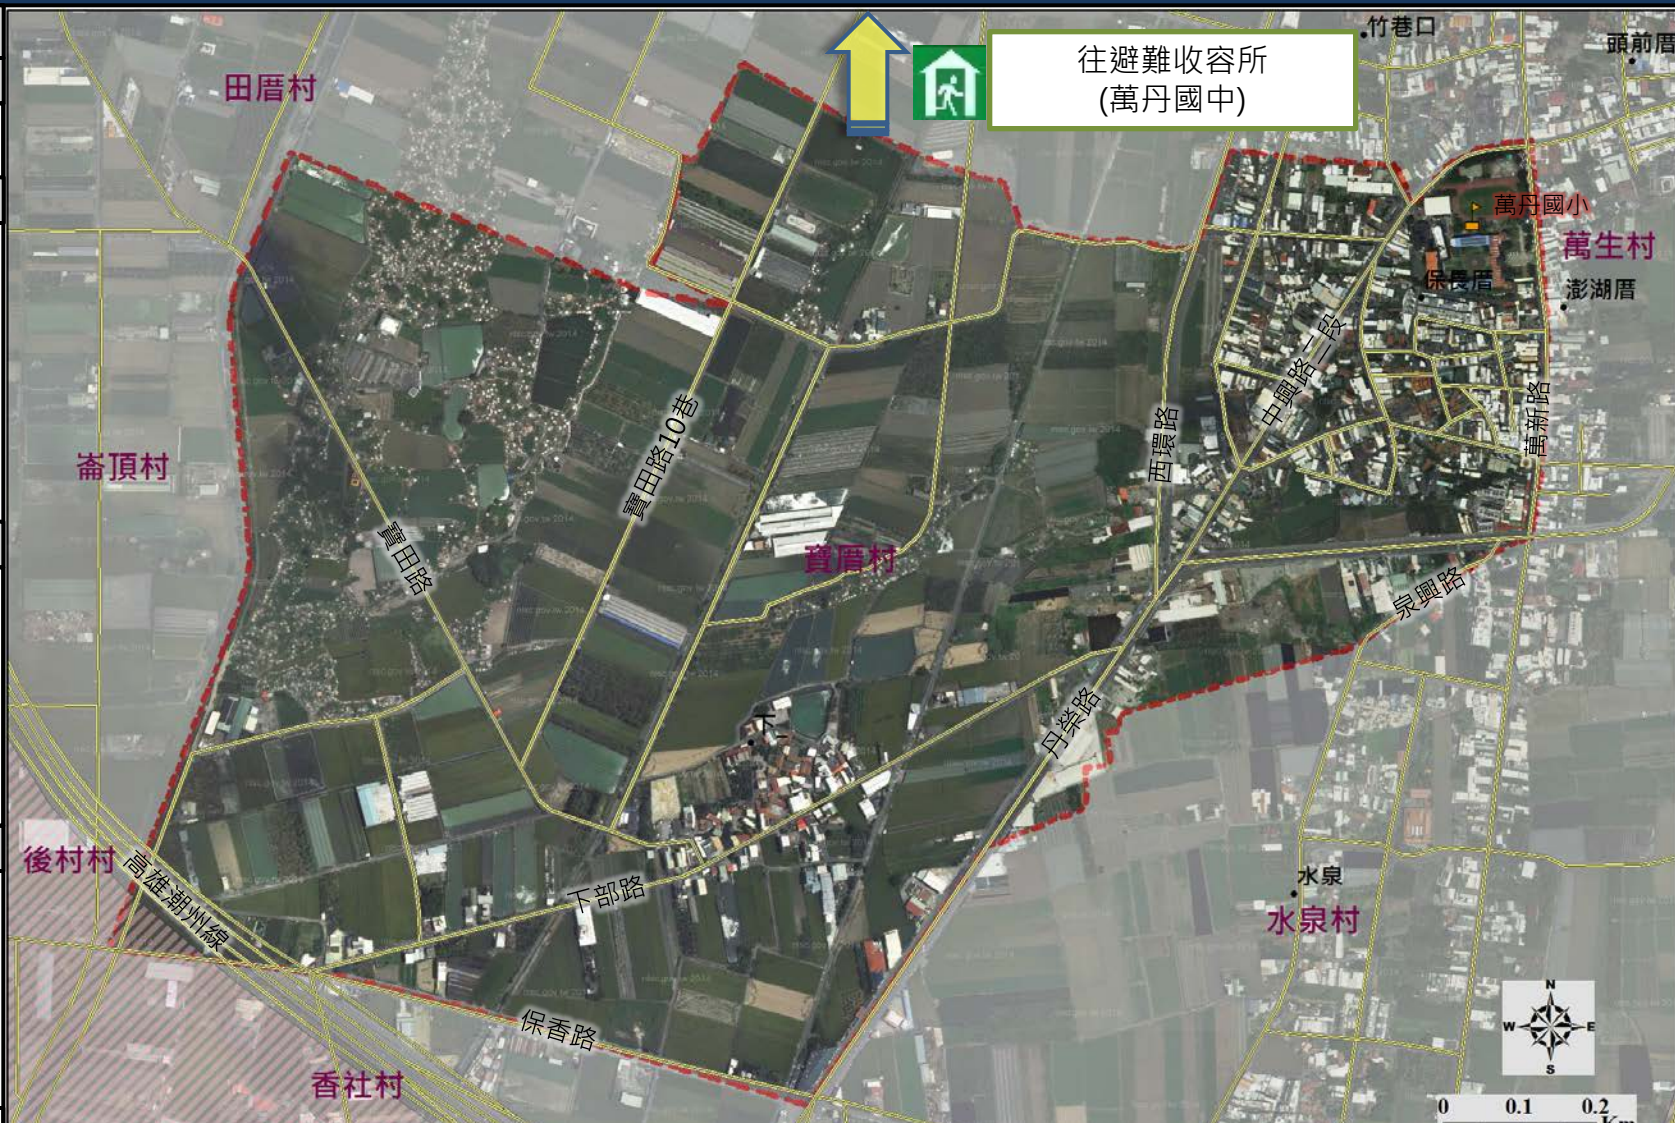 往避難收容所
(萬丹國中)
竹巷口
頭前厝
田厝村
萬丹國小
萬生村
保長厝
澎湖厝
中興路二段
萬新路
西環路
寶田路10巷
崙頂村
寶田路
寶厝村
泉興路
下
丹榮路
後村村
高雄潮州線
下部路
水泉
水泉村
保香路
香社村
N
W
E
S
0 0.1 0.2
Km